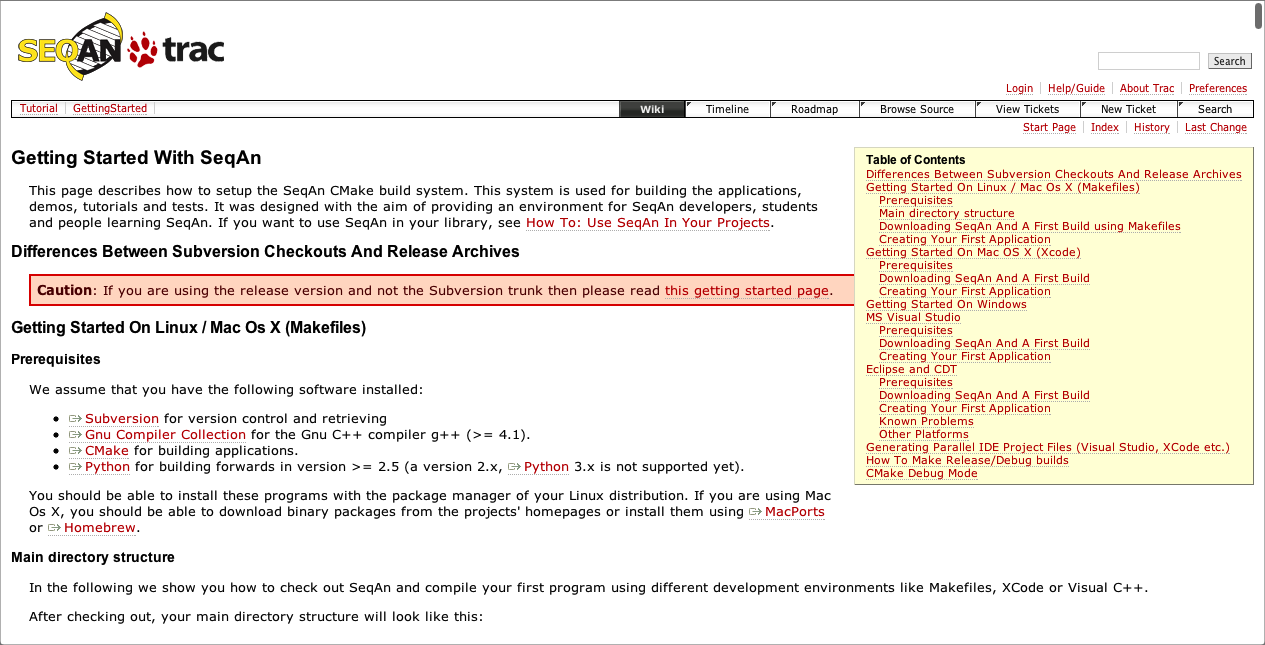 SEQAN trac
Search
Login Help/Guide About Trac Preferences
Tutorial GettingStarted Wiki Timeline Roadmap Browse Source View Tickets New Ticket Search
Start Page Index History Last Change
Getting Started With SeqAn
This page describes how to setup the SeqAn CMake build system. This system is used for building the applications,
demos, tutorials and tests. It was designed with the aim of providing an environment for SeqAn developers, students
and people learning SeqAn. If you want to use SeqAn in your library, see How To: Use SeqAn In Your Projects.
Differences Between Subversion Checkouts And Release Archives
Caution: If you are using the release version and not the Subversion trunk then please read this getting started page.
Getting Started On Linux / Mac Os X (Makefiles)
Prerequisites
We assume that you have the following software installed:
Subversion for version control and retrieving
Gnu Compiler Collection for the Gnu C++ compiler g++ (>= 4.1).
CMake for building applications.
Python for building forwards in version >= 2.5 (a version 2.x, Python 3.x is not supported yet).
You should be able to install these programs with the package manager of your Linux distribution. If you are using Mac
Os X, you should be able to download binary packages from the projects' homepages or install them using MacPorts
or Homebrew.
Table of Contents
Differences Between Subversion Checkouts And Release Archives
Getting Started On Linux / Mac Os X (Makefiles)
Prerequisites
Main directory structure
Downloading SeqAn And A First Build using Makefiles
Creating Your First Application
Getting Started On Mac OS X (Xcode)
Prerequisites
Downloading SeqAn And A First Build
Creating Your First Application
Getting Started On Windows
MS Visual Studio
Prerequisites
Downloading SeqAn And A First Build
Creating Your First Application
Eclipse and CDT
Prerequisites
Downloading SeqAn And A First Build
Creating Your First Application
Known Problems
Other Platforms
Generating Parallel IDE Project Files (Visual Studio, XCode etc.)
How To Make Release/Debug builds
CMake Debug Mode
Main directory structure
In the following we show you how to check out SeqAn and compile your first program using different development environments like Makefiles, XCode or Visual C++.
After checking out, your main directory structure will look like this: